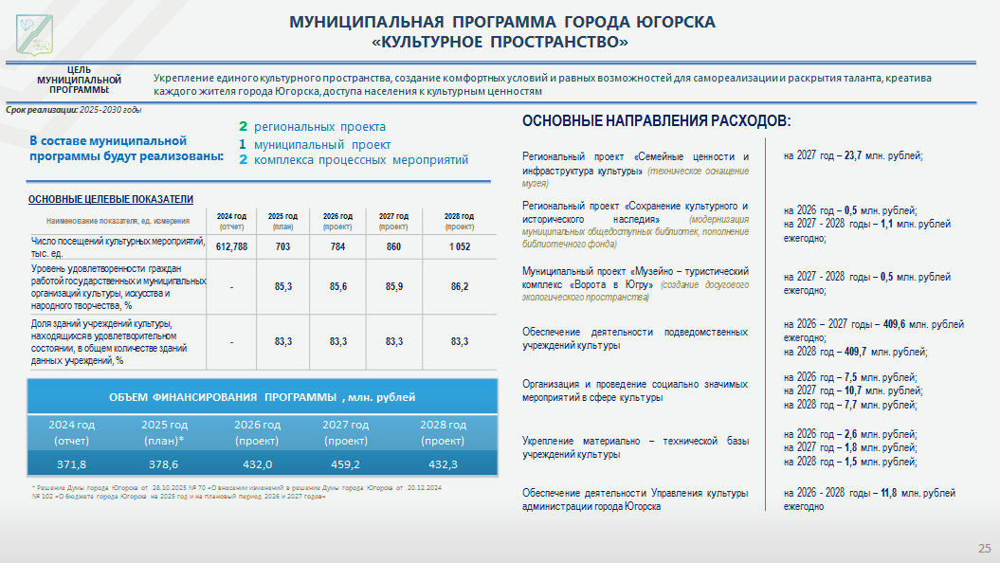 МУНИЦИПАЛЬНАЯ ПРОГРАММА ГОРОДА ЮГОРСКА
«КУЛЬТУРНОЕ ПРОСТРАНСТВО»
ЦЕЛЬ
МУНИЦИПАЛЬНОЙ
ПРОГРАММЫ:
Укрепление единого культурного пространства, создание комфортных условий и равных возможностей для самореализации и раскрытия таланта, креатива
каждого жителя города Югорска, доступа населения к культурным ценностям
Срок реализации: 2025-2030 годы
В составе муниципальной
программы будут реализованы:
2 региональных проекта
1 муниципальный проект
2 комплекса процессных мероприятий
ОСНОВНЫЕ ЦЕЛЕВЫЕ ПОКАЗАТЕЛИ
Наименование показателя, ед. измерения
2024 год (отчет)
2025 год (план)
2026 год (проект)
2027 год (проект)
2028 год (проект)
Число посещений культурных мероприятий,
тыс. ед.
612,788 703 784 860 1 052
Уровень удовлетворенности граждан
работой государственных и муниципальных
организаций культуры, искусства и
народного творчества, %
- 85,3 85,6 85,9 86,2
Доля зданий учреждений культуры,
находящихся в удовлетворительном
состоянии, в общем количестве зданий
данных учреждений, %
- 83,3 83,3 83,3 83,3
ОБЪЕМ ФИНАНСИРОВАНИЯ ПРОГРАММЫ , млн. рублей
2024 год 2025 год 2026 год 2027 год 2028 год
(отчет) (план)* (проект) (проект) (проект)
371,8 378,6 432,0 459,2 432,3
* Решение Думы города Югорска от 28.10.2025 № 70 «О внесении изменений в решение Думы города Югорска от 20.12.2024
№ 102 «О бюджете города Югорска на 2025 год и на плановый период 2026 и 2027 годов»
ОСНОВНЫЕ НАПРАВЛЕНИЯ РАСХОДОВ:
Региональный проект «Семейные ценности и
инфраструктура культуры» (техническое оснащение
музея)
на 2027 год – 23,7 млн. рублей;
Региональный проект «Сохранение культурного и
исторического наследия» (модернизация
муниципальных общедоступных библиотек, пополнение
библиотечного фонда)
на 2026 год – 0,5 млн. рублей;
на 2027 - 2028 годы – 1,1 млн. рублей
ежегодно;
Муниципальный проект «Музейно – туристический
комплекс «Ворота в Югру» (создание досугового
экологического пространства)
на 2027 - 2028 годы – 0,5 млн. рублей
ежегодно;
Обеспечение деятельности подведомственных
учреждений культуры
на 2026 – 2027 годы – 409,6 млн. рублей
ежегодно;
на 2028 год – 409,7 млн. рублей;
Организация и проведение социально значимых
мероприятий в сфере культуры
на 2026 год – 7,5 млн. рублей;
на 2027 год – 10,7 млн. рублей;
на 2028 год – 7,7 млн. рублей;
Укрепление материально – технической базы
учреждений культуры
на 2026 год – 2,6 млн. рублей;
на 2027 год – 1,8 млн. рублей;
на 2028 год – 1,5 млн. рублей;
Обеспечение деятельности Управления культуры
администрации города Югорска
на 2026 - 2028 годы – 11,8 млн. рублей
ежегодно
25